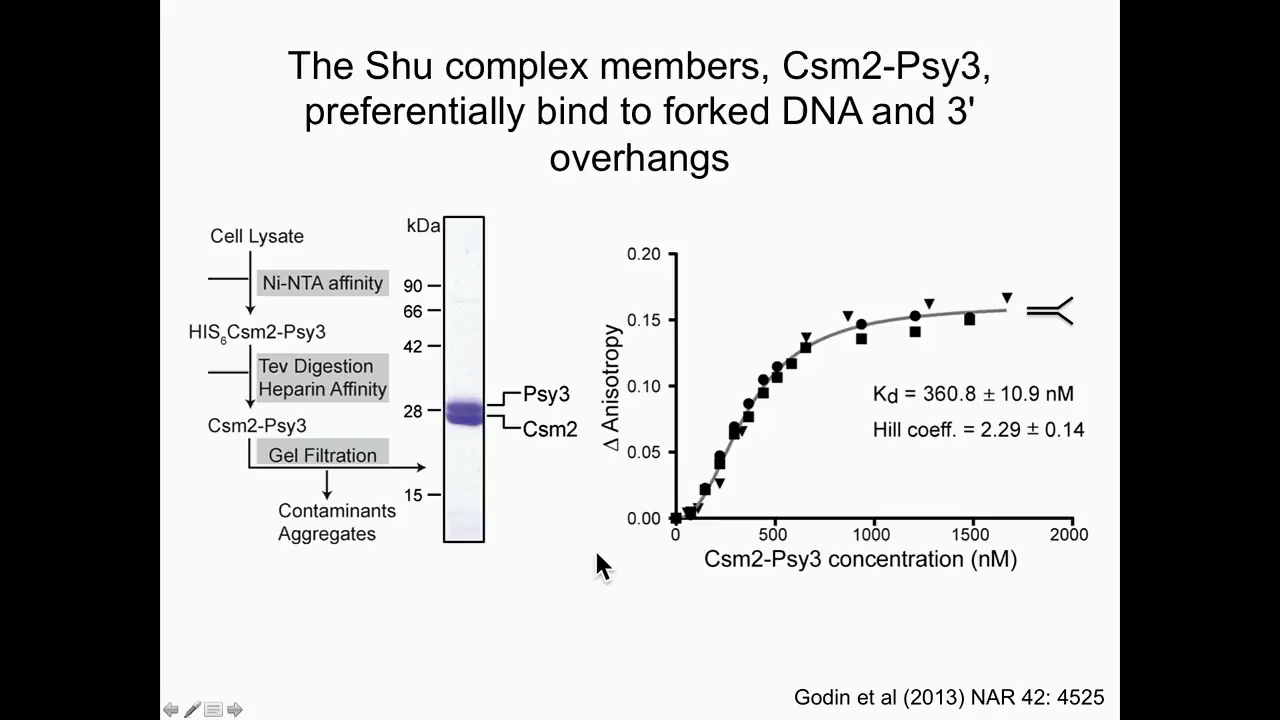 The Shu complex members, Csm2-Psy3,
preferentially bind to forked DNA and 3'
overhangs
Cell Lysate
Ni-NTA affinity
HIS6Csm2-Psy3
Tev Digestion
Heparin Affinity
Csm2-Psy3
Gel Filtration
Contaminants
Aggregates
kDa
90
66
42
28
15
Psy3
Csm2
Δ Anisotropy
0.20
0.15
0.10
0.05
0.00
0
500
1000
1500
2000
Csm2-Psy3 concentration (nM)
Kd = 360.8 ± 10.9 nM
Hill coeff. = 2.29 ± 0.14
Godin et al (2013) NAR 42: 4525